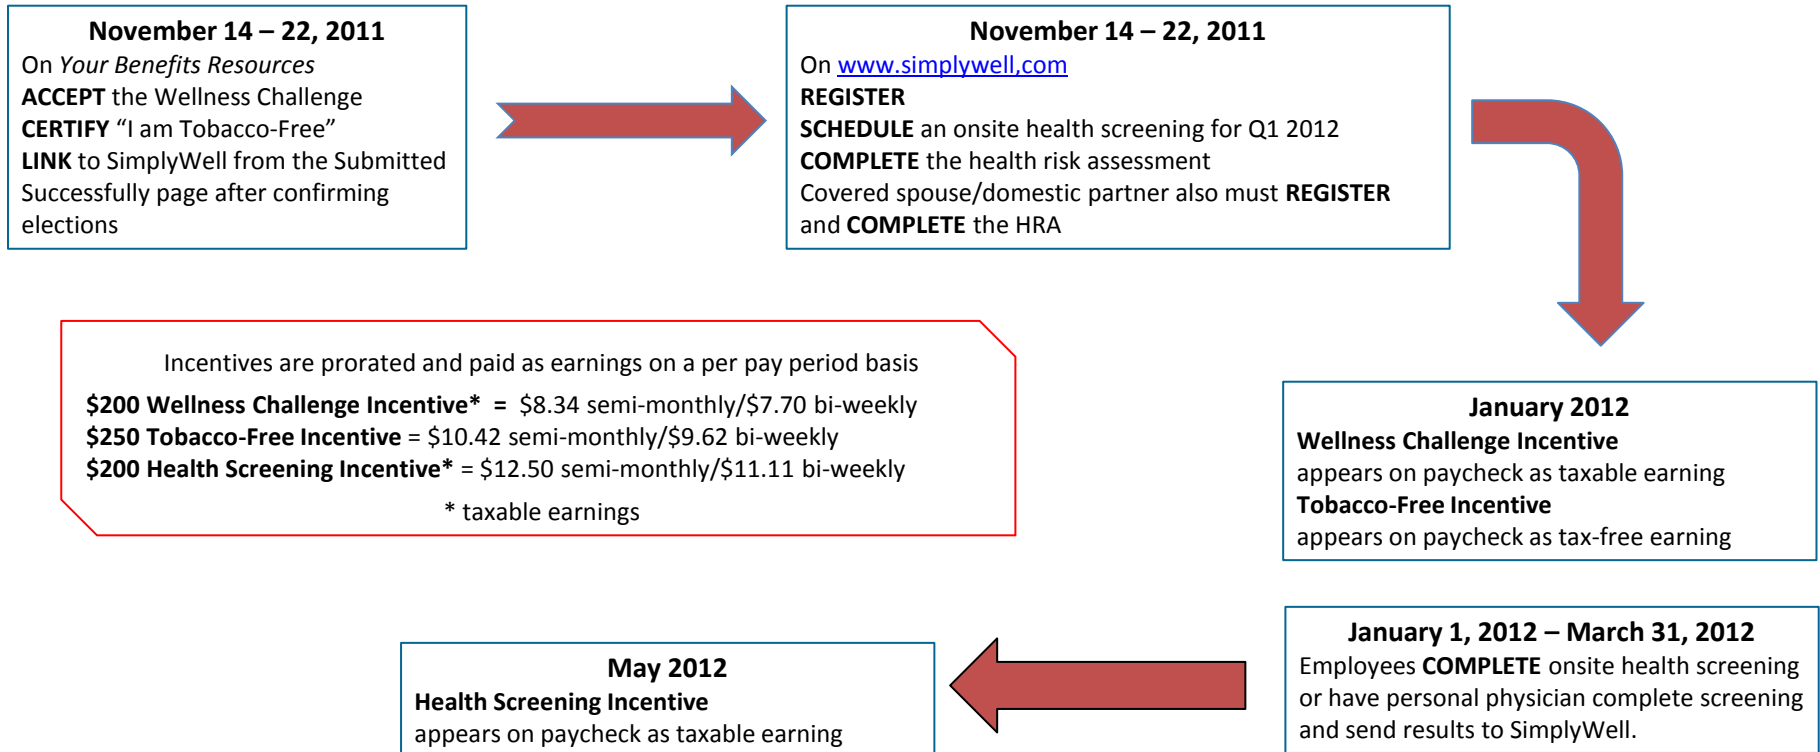 November 14 – 22, 2011
On Your Benefits Resources
ACCEPT the Wellness Challenge
CERTIFY “I am Tobacco-Free”
LINK to SimplyWell from the Submitted
Successfully page after confirming
elections
November 14 – 22, 2011
On www.simplywell,com
REGISTER
SCHEDULE an onsite health screening for Q1 2012
COMPLETE the health risk assessment
Covered spouse/domestic partner also must REGISTER
and COMPLETE the HRA
Incentives are prorated and paid as earnings on a per pay period basis
$200 Wellness Challenge Incentive* = $8.34 semi-monthly/$7.70 bi-weekly
$250 Tobacco-Free Incentive = $10.42 semi-monthly/$9.62 bi-weekly
$200 Health Screening Incentive* = $12.50 semi-monthly/$11.11 bi-weekly
* taxable earnings
January 2012
Wellness Challenge Incentive
appears on paycheck as taxable earning
Tobacco-Free Incentive
appears on paycheck as tax-free earning
January 1, 2012 – March 31, 2012
Employees COMPLETE onsite health screening
or have personal physician complete screening
and send results to SimplyWell.
May 2012
Health Screening Incentive
appears on paycheck as taxable earning